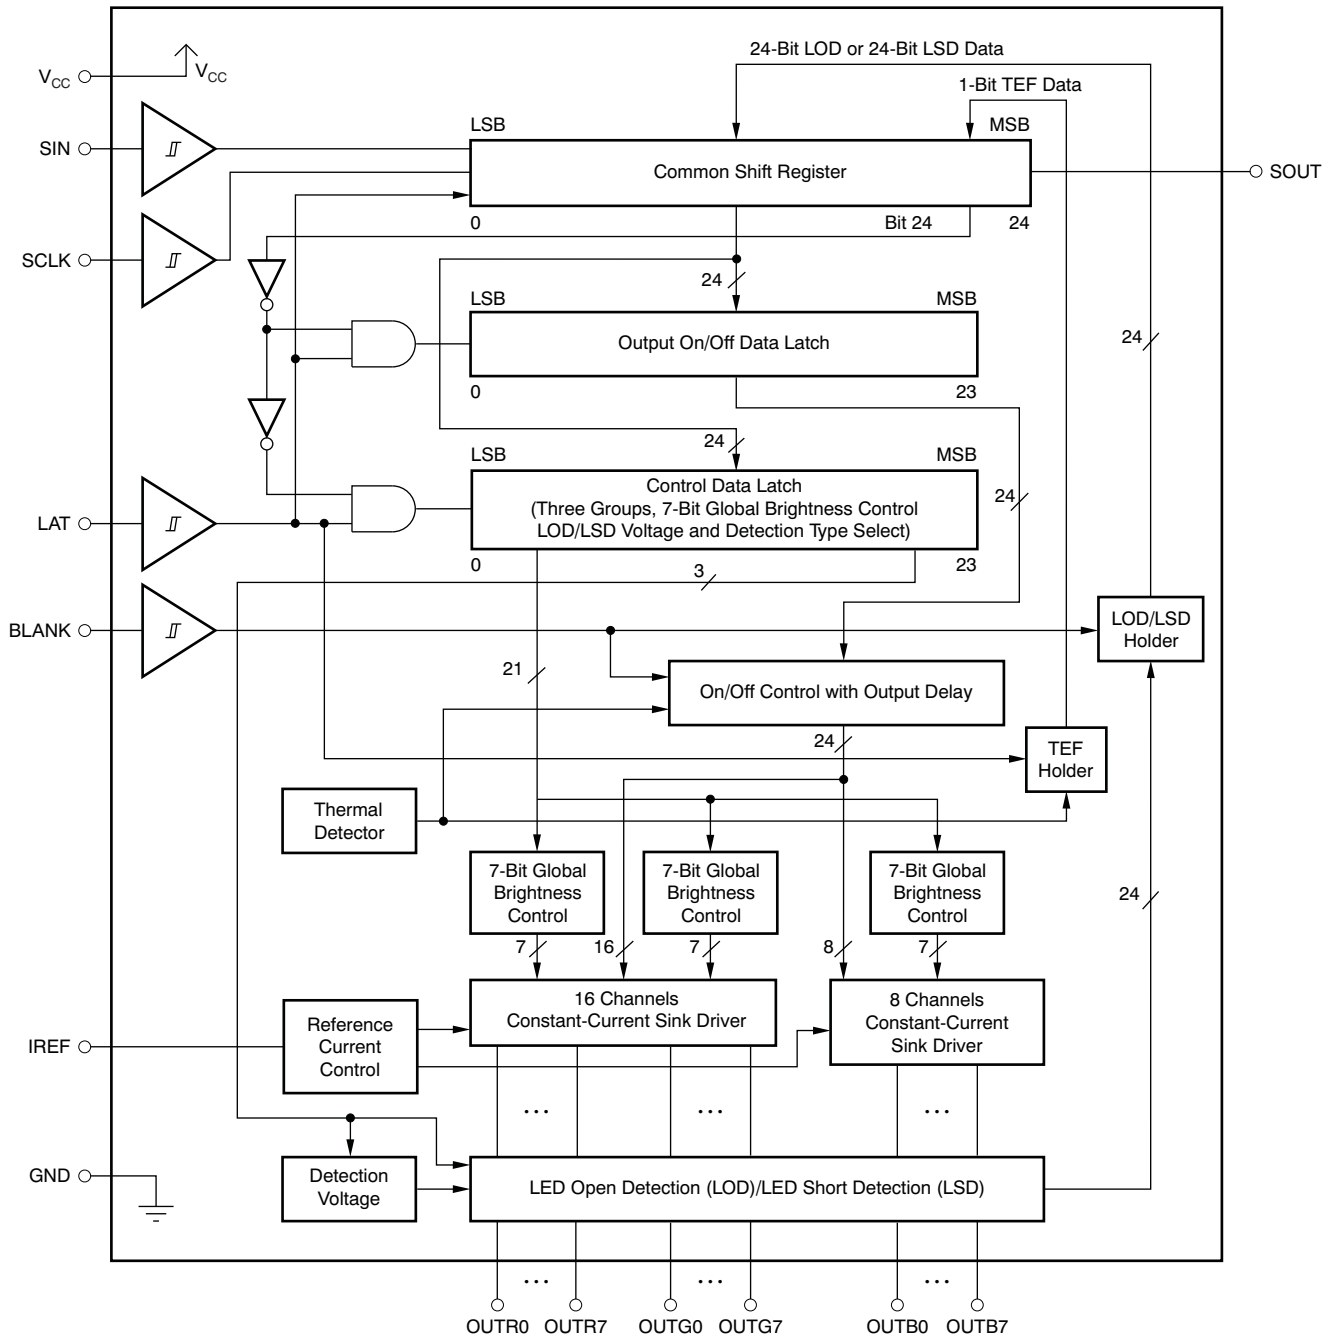 24-Bit LOD or 24-Bit LSD Data
VCC
VCC
1-Bit TEF Data
LSB
MSB
SIN
Common Shift Register
SOUT
0
Bit 24
24
SCLK
24
LSB
MSB
24
Output On/Off Data Latch
0
23
24
LSB
MSB
Control Data Latch
(Three Groups, 7-Bit Global Brightness Control
LOD/LSD Voltage and Detection Type Select)
24
LAT
0
23
3
LOD/LSD
Holder
BLANK
21
On/Off Control with Output Delay
24
TEF
Holder
Thermal
Detector
7-Bit Global
Brightness
Control
7-Bit Global
Brightness
Control
7-Bit Global
Brightness
Control
24
7
16
7
8
7
16 Channels
Constant-Current Sink Driver
8 Channels
Constant-Current
Sink Driver
Reference
Current
Control
IREF
...
...
...
GND
Detection
Voltage
LED Open Detection (LOD)/LED Short Detection (LSD)
...
...
...
OUTR0
OUTR7
OUTG0
OUTG7
OUTB0
OUTB7